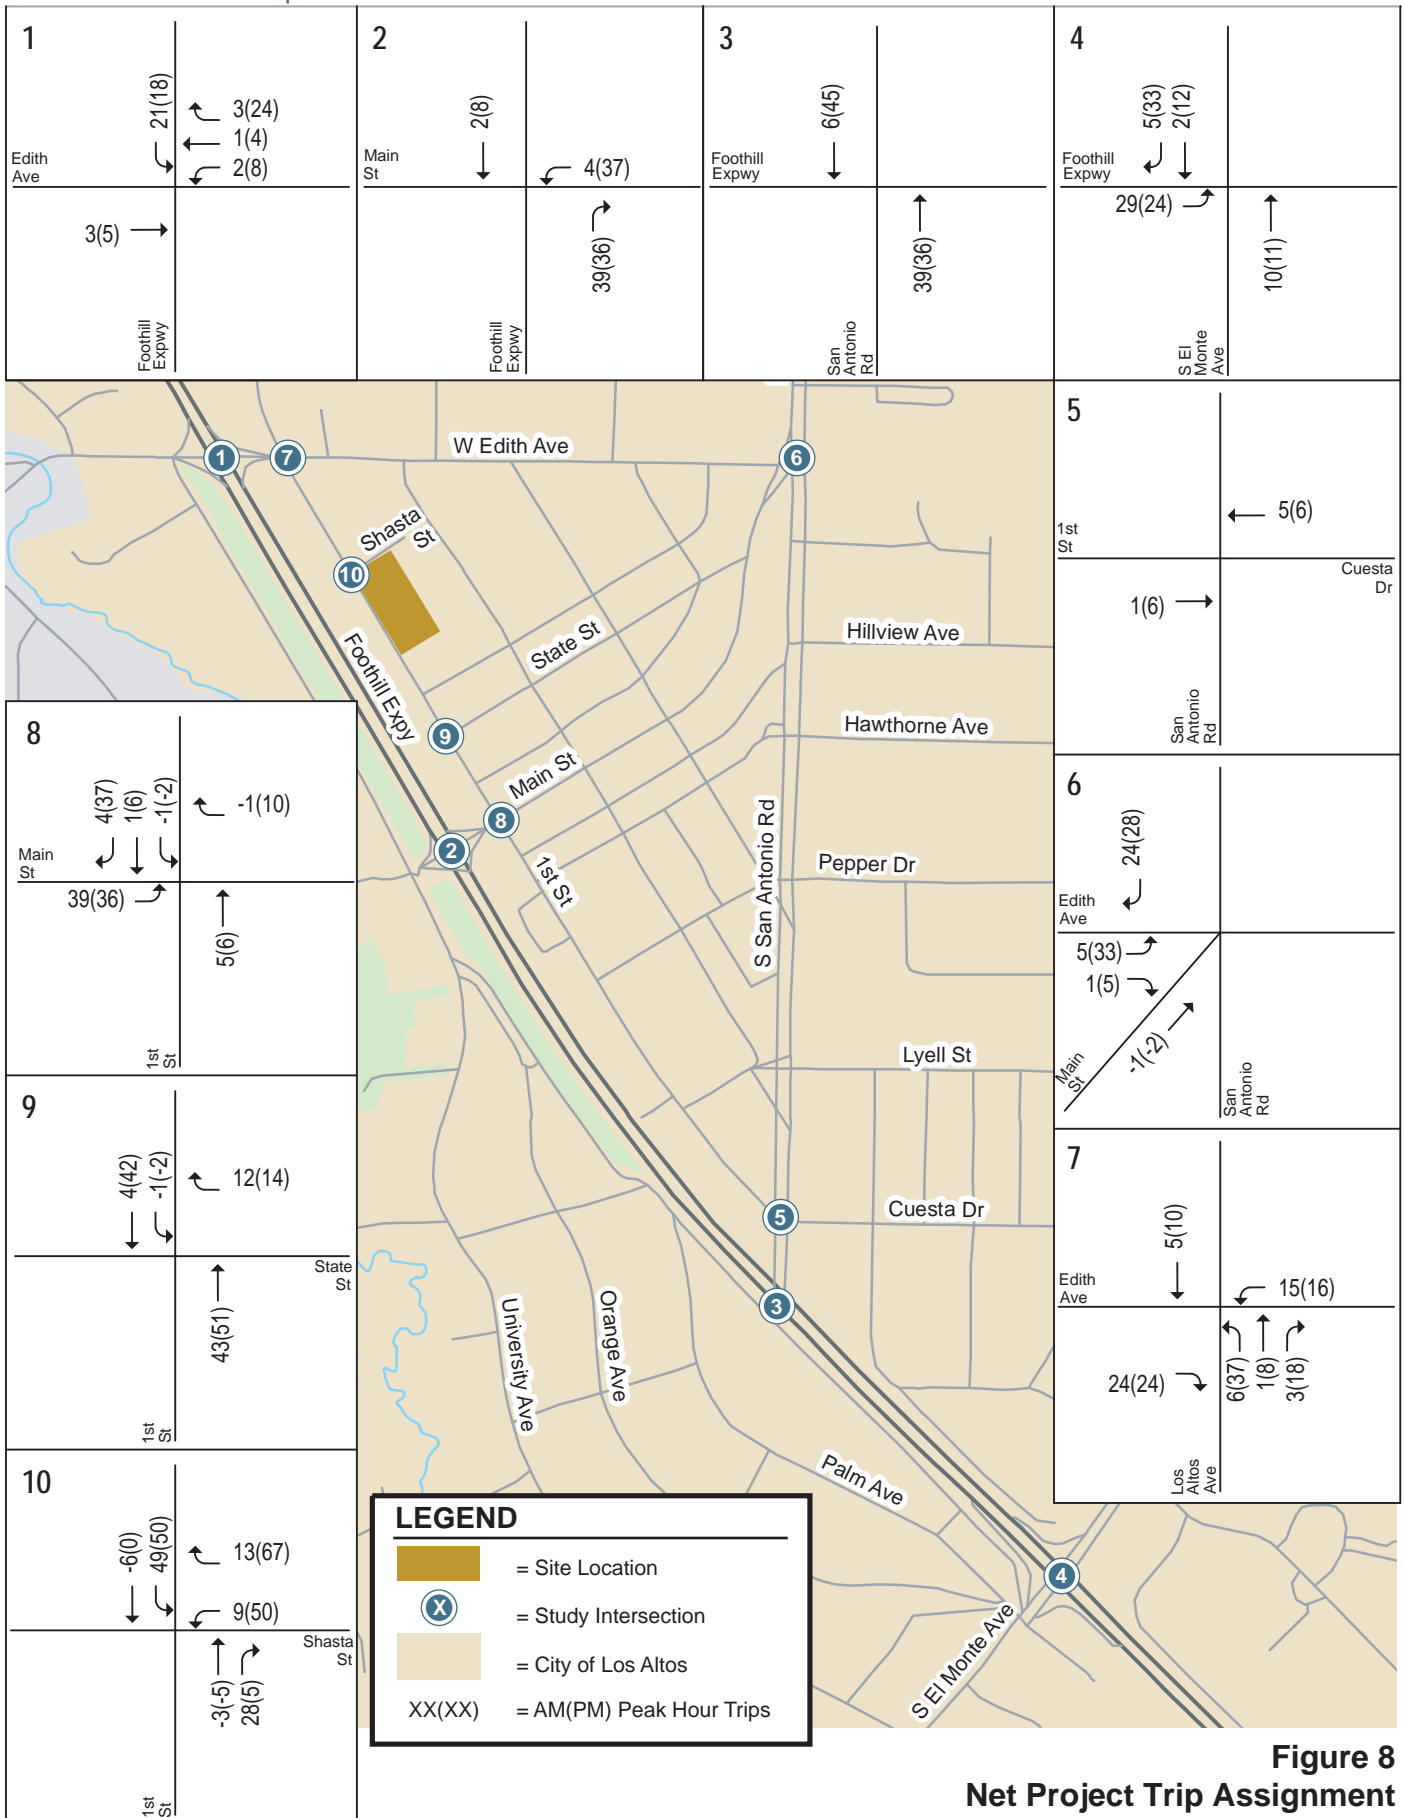 1
21(18)
3(24)
1(4)
2(8)
Edith
Ave
3(5)
Foothill
Expwy
2
2(8)
Main
St
4(37)
39(36)
Foothill
Expwy
3
6(45)
Foothill
Expwy
39(36)
San
Antonio
Rd
4
5(33)
2(12)
Foothill
Expwy
29(24)
10(11)
S El
Monte
Ave
5
5(6)
1st
St
Cuesta
Dr
1(6)
San
Antonio
Rd
6
24(28)
Edith
Ave
5(33)
1(5)
-1(-2)
Main
St
San
Antonio
Rd
7
5(10)
Edith
Ave
15(16)
24(24)
6(37)
1(8)
3(18)
Los
Altos
Ave
8
4(37)
1(6)
-1(-2)
-1(10)
Main
St
39(36)
5(6)
1st
St
9
4(42)
-1(-2)
12(14)
State
St
43(51)
1st
St
10
-6(0)
49(50)
13(67)
9(50)
Shasta
St
-3(-5)
28(5)
1st
St
W Edith Ave
1
7
6
Shasta
St
10
Foothill Expy
State St
Hillview Ave
9
Hawthorne Ave
Main St
8
2
1st St
S San Antonio Rd
Pepper Dr
Lyell St
5
Cuesta Dr
3
University Ave
Orange Ave
Palm Ave
4
S El Monte Ave
LEGEND
= Site Location
X
= Study Intersection
= City of Los Altos
XX(XX) = AM(PM) Peak Hour Trips
Figure 8
Net Project Trip Assignment